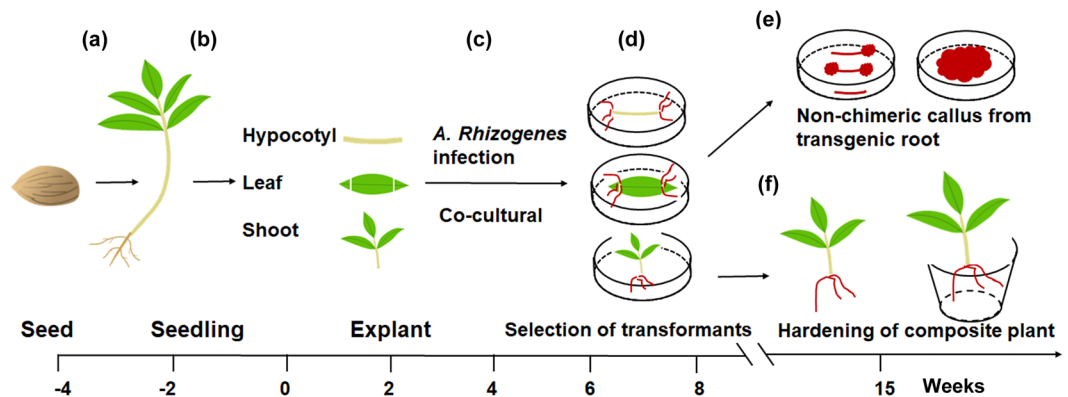 (a)
(b)
(c)
(d)
(e)
Hypocotyl
Leaf
Shoot
A. Rhizogenes
infection
Co-cultural
Non-chimeric callus from
transgenic root
(f)
Seed
Seedling
Explant
Selection of transformants
Hardening of composite plant
-4
-2
0
2
4
6
8
15
Weeks